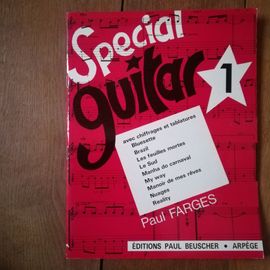 Special
guitar 1
avec chiffrages et tablatures
Bluesette
Brazil
Les feuilles mortes
Le Sud
Manha do carnaval
My way
Manoir de mes rêves
Nuages
Reality
Paul FARGES
ÉDITIONS PAUL BEUSCHER • ARPÈGE